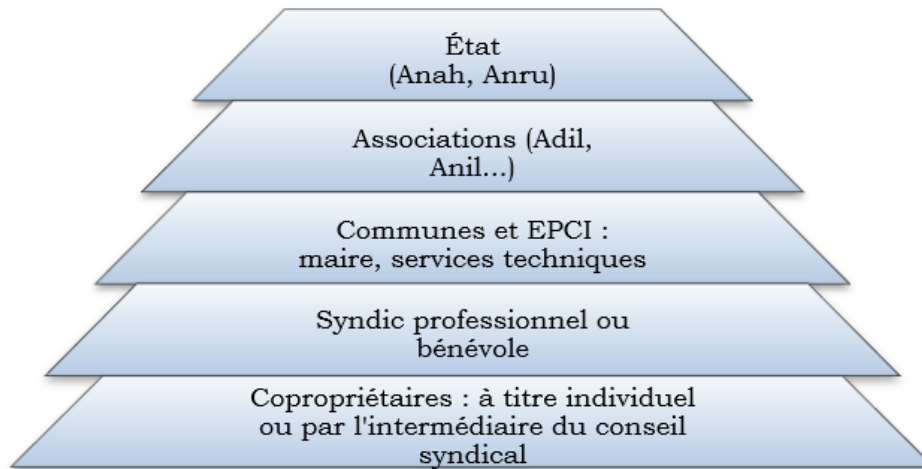 État
(Anah, Anru)
Associations (Adil,
Anil...)
Communes et EPCI :
maire, services techniques
Syndic professionnel ou
bénévole
Copropriétaires : à titre individuel
ou par l'intermédiaire du conseil
syndical